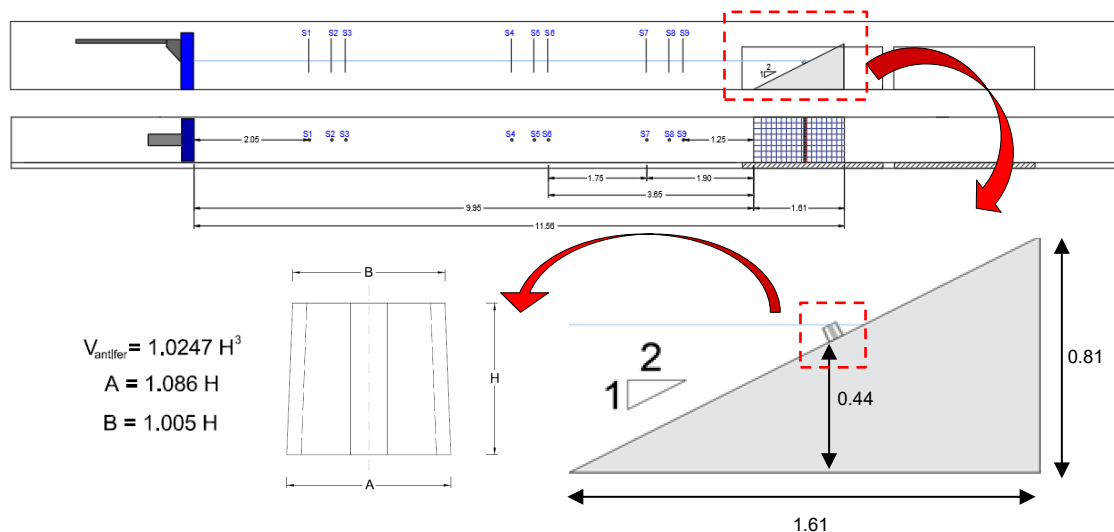 S1 S2 S3 S4 S5 S6 S7 S8 S9
2
1
S1 S2 S3 S4 S5 S6 S7 S8 S9
2.05
1.25
1.75
1.90
3.65
9.95
1.61
11.56
B
V antifer = 1.0247 H³
A = 1.086 H
B = 1.005 H
H
A
2
1
0.44
0.81
1.61